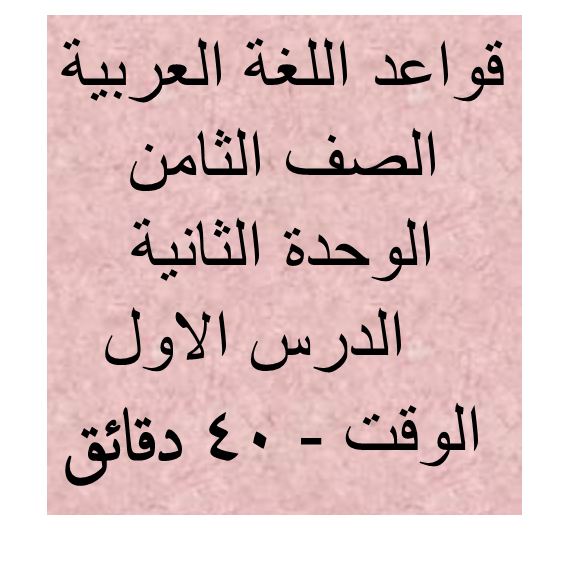 قواعد اللغة العربية
الصف الثامن
الوحدة الثانية
الدرس الاول
الوقت - ٤٠ دقائق